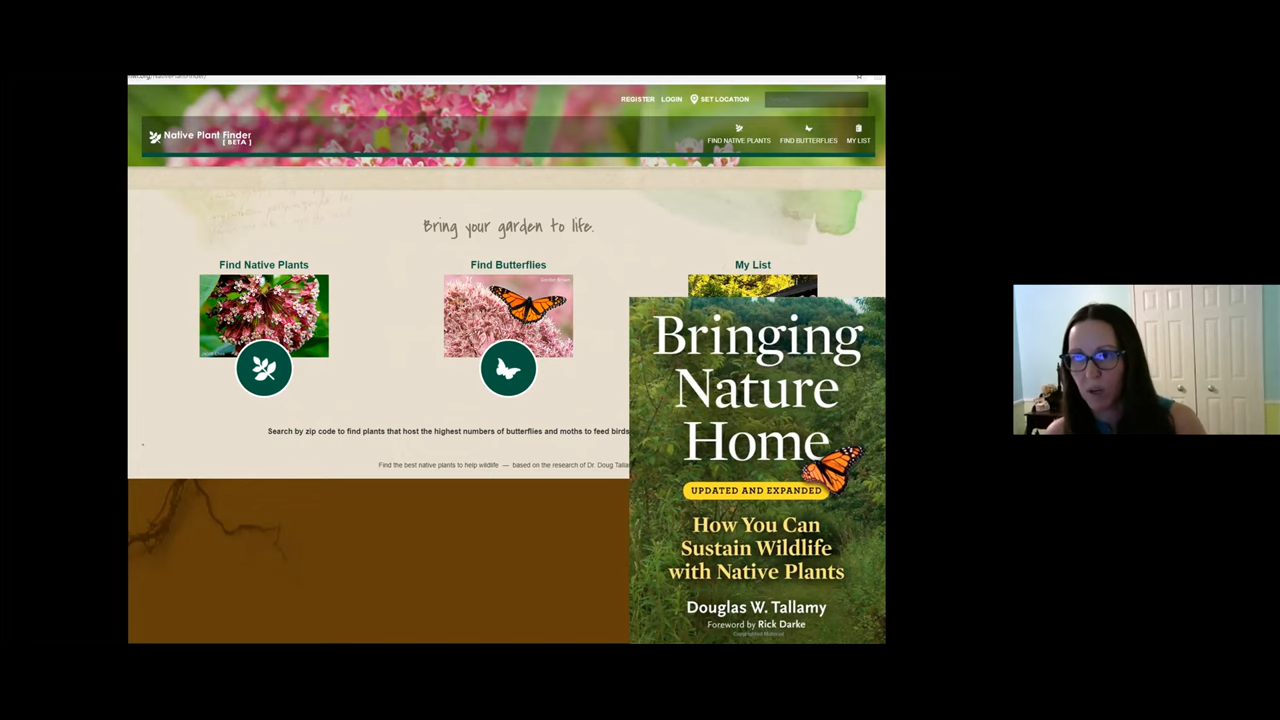 REGISTER LOGIN SET LOCATION
Native Plant Finder
[ BETA ]
FIND NATIVE PLANTS FIND BUTTERFLIES MY LIST
Bring your garden to life.
Find Native Plants Find Butterflies My List
Search by zip code to find plants that host the highest numbers of butterflies and moths to feed birds
Find the best native plants to help wildlife — based on the research of Dr. Doug
Bringing
Nature
Home
UPDATED AND EXPANDED
How You Can
Sustain Wildlife
with Native Plants
Douglas W. Tallamy
Foreword by Rick Darke
Copyrighted Material